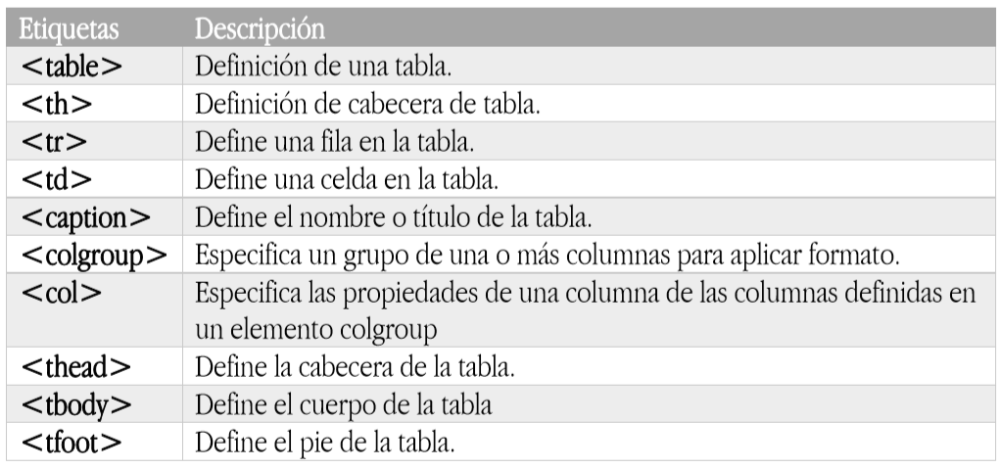 Etiquetas Descripción
<table> Definición de una tabla.
<th> Definición de cabecera de tabla.
<tr> Define una fila en la tabla.
<td> Define una celda en la tabla.
<caption> Define el nombre o título de la tabla.
<colgroup> Especifica un grupo de una o más columnas para aplicar formato.
<col> Especifica las propiedades de una columna de las columnas definidas en
un elemento colgroup
<thead> Define la cabecera de la tabla.
<tbody> Define el cuerpo de la tabla
<tfoot> Define el pie de la tabla.